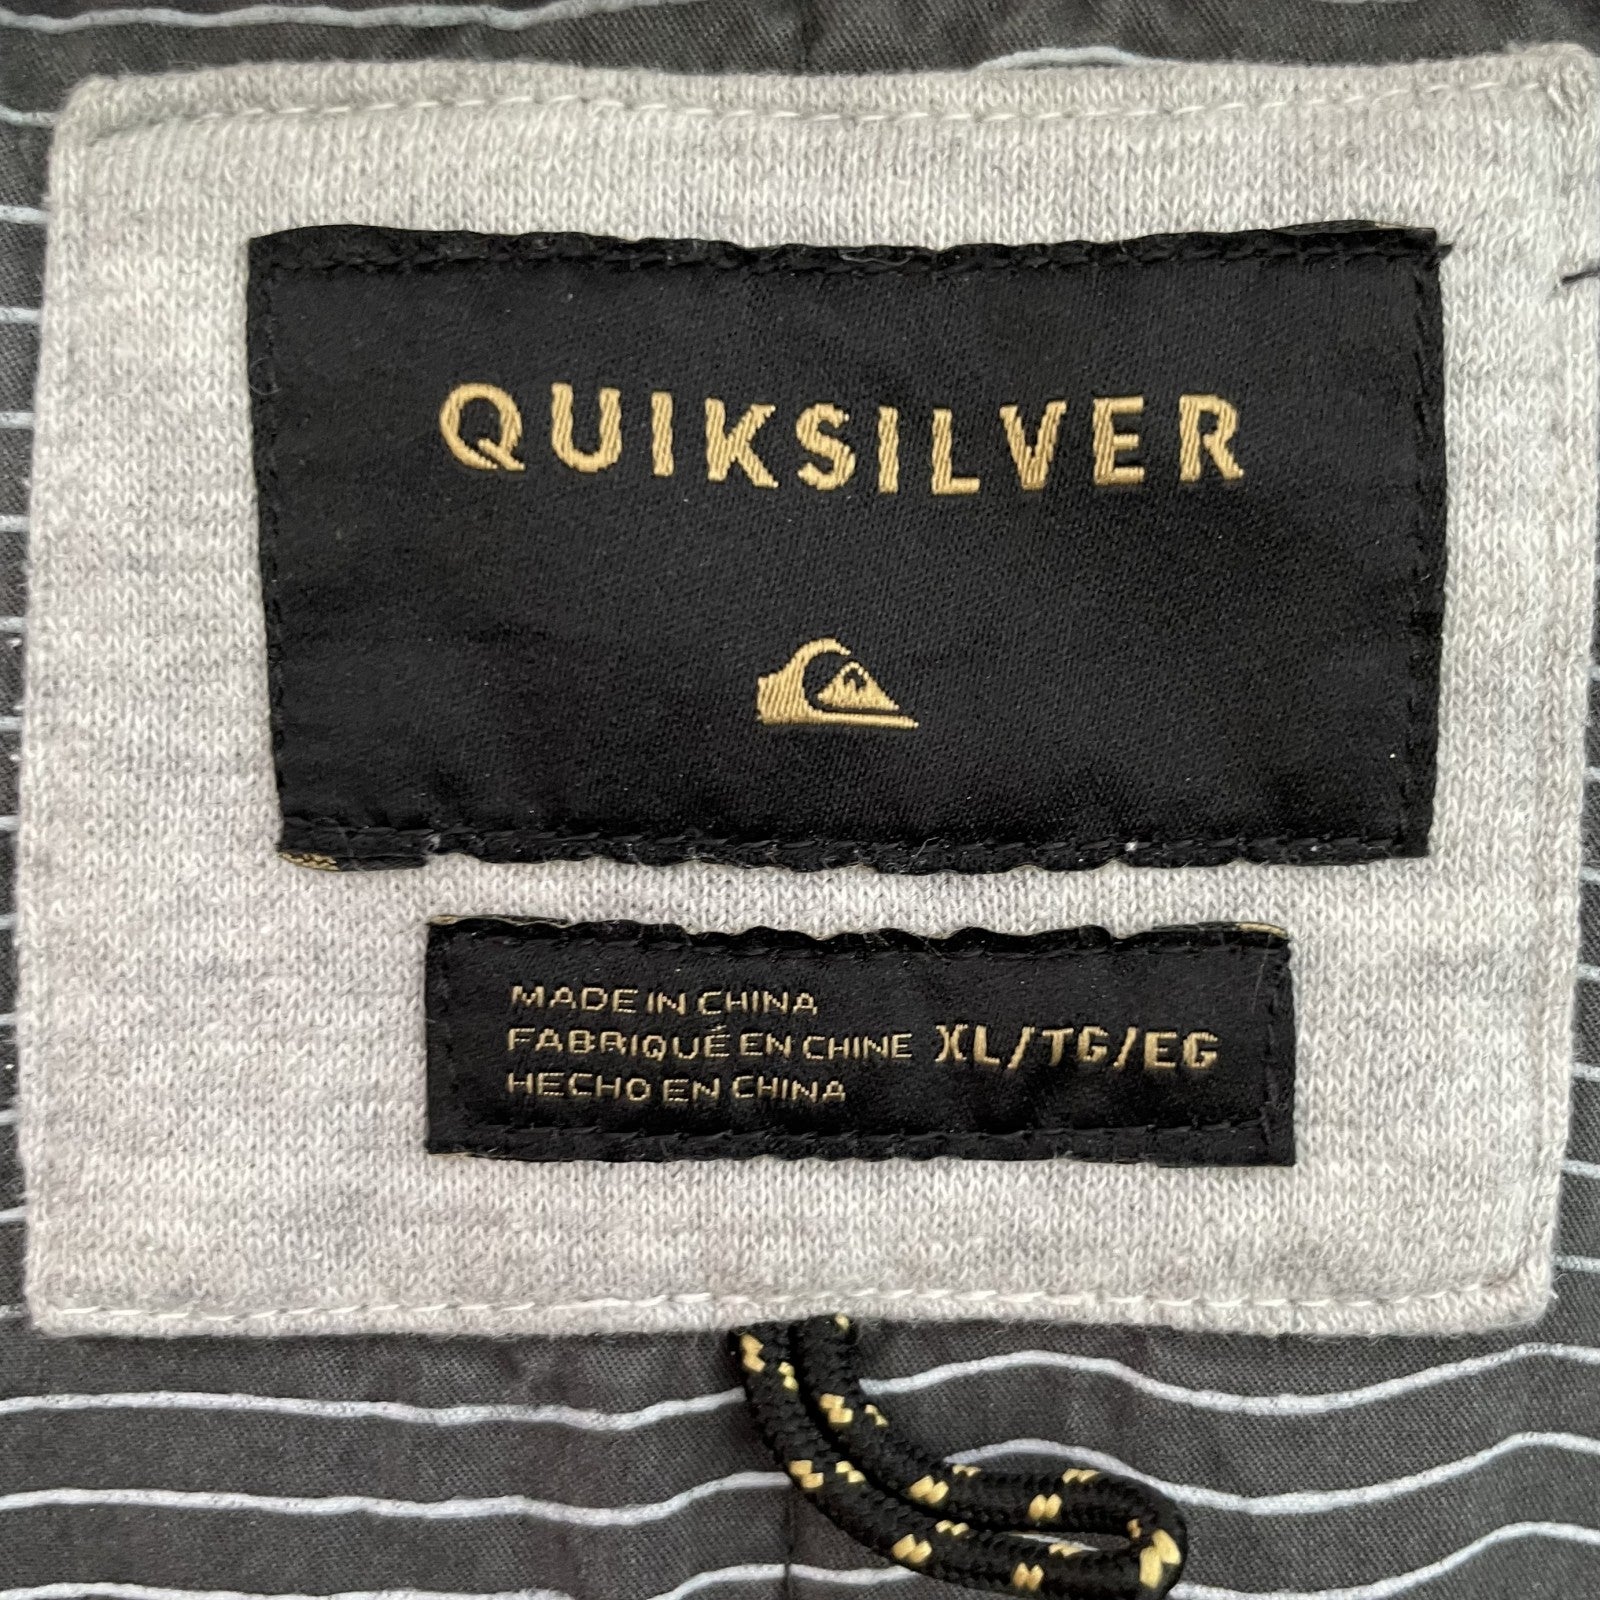 QUIKSILVER
MADE IN CHINA
FABRIQUÉ EN CHINE XL/TG/EG
HECHO EN CHINA